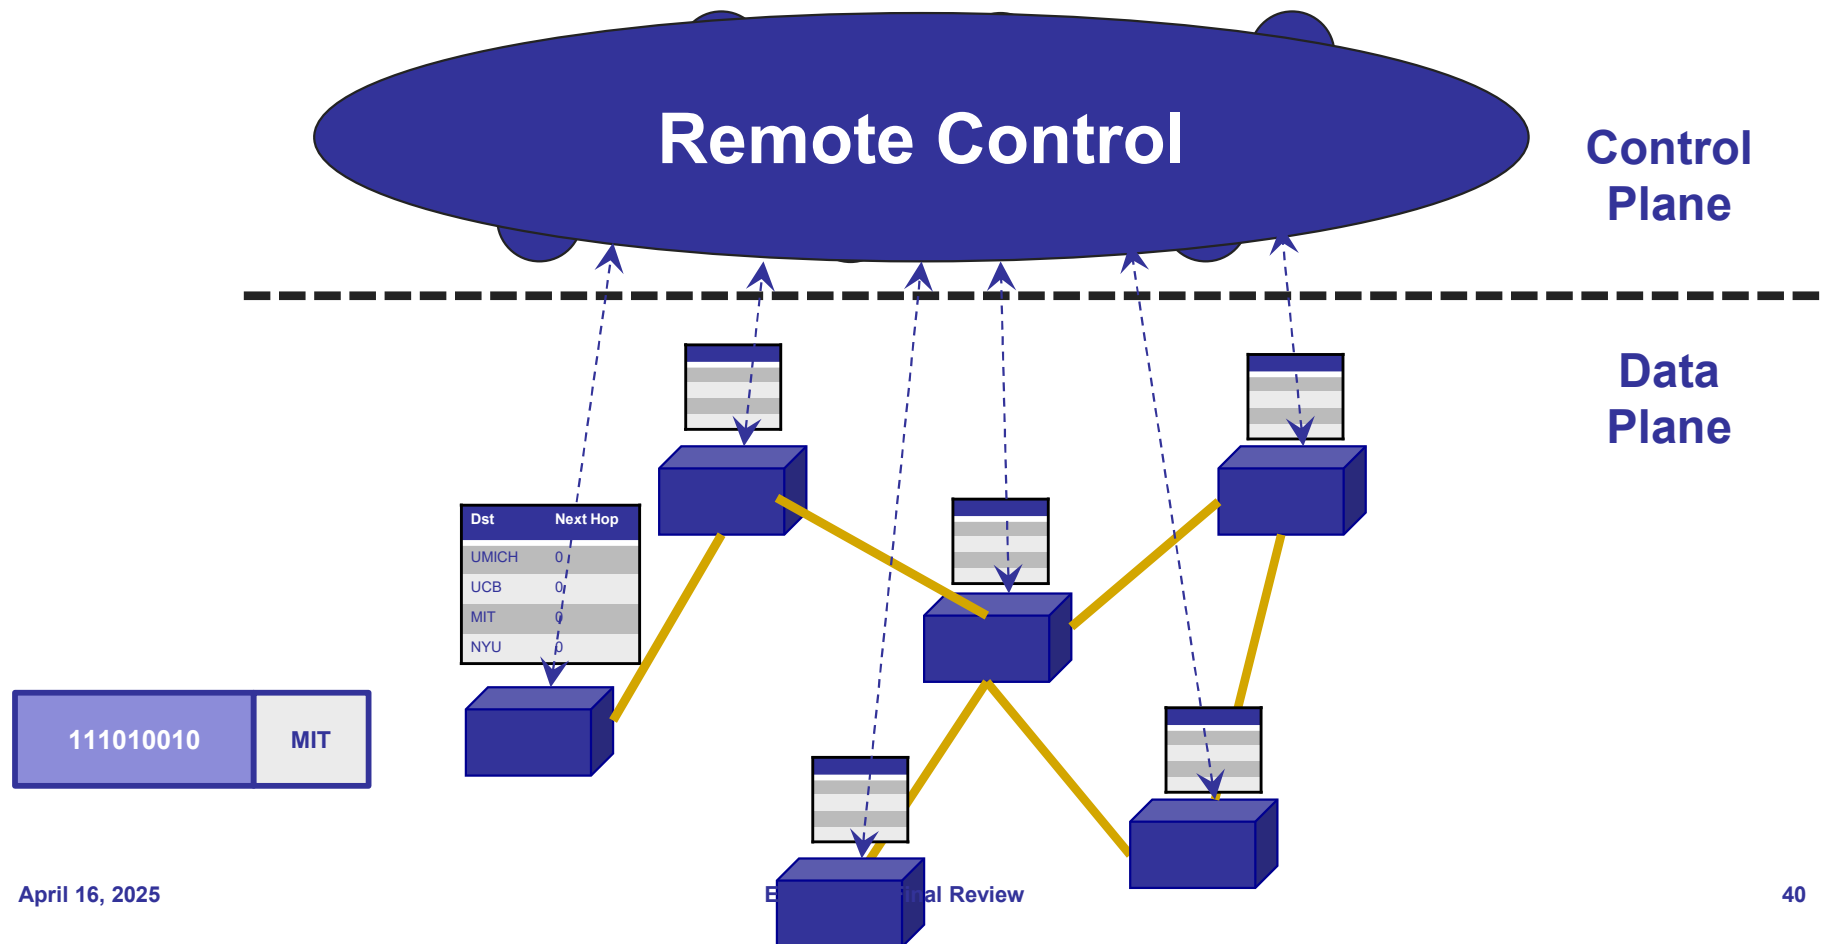 Remote Control
Control
Plane
Data
Plane
Dst Next Hop
UMICH 0
UCB 0
MIT 0
NYU 0
111010010 MIT
April 16, 2025
Review
40